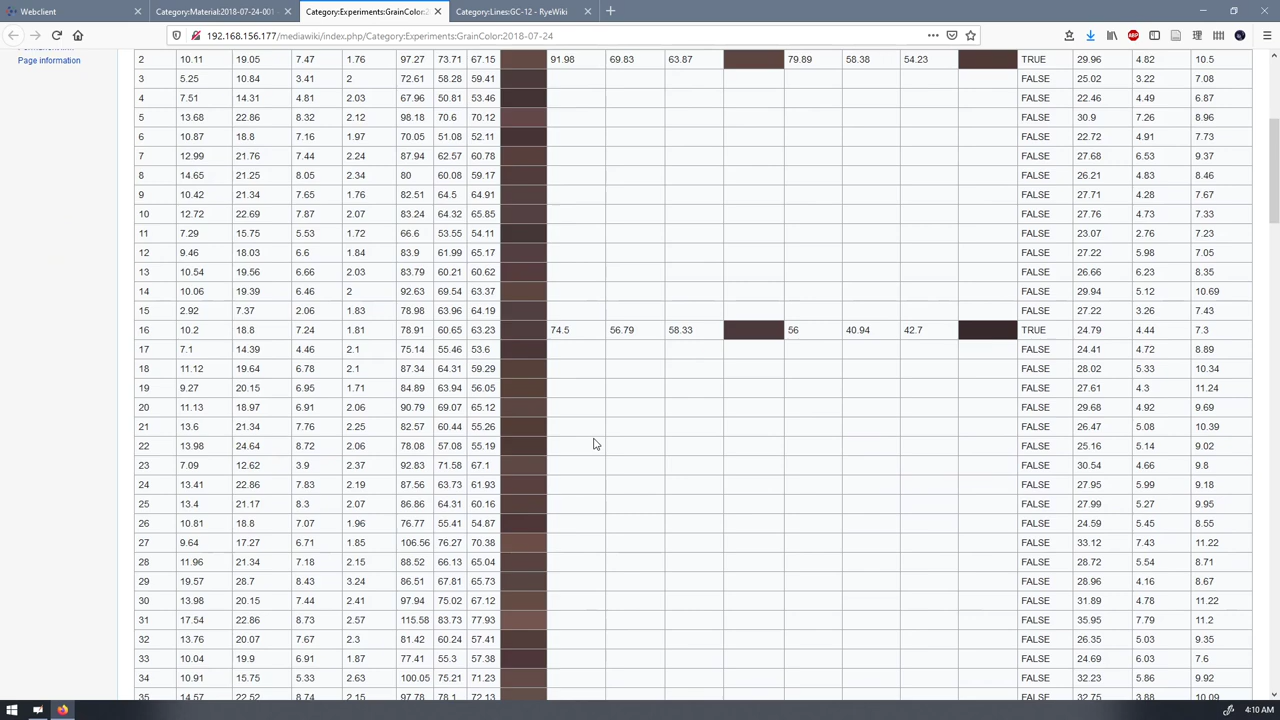 Webclient
Category:Material:2018-07-24-001
Category:Experiments:GrainColor:
Category:Lines:GC-12 - RyeWiki
192.168.156.177/mediawiki/index.php/Category:Experiments:GrainColor:2018-07-24
Page information
2 10.11 19.05 7.47 1.76 97.27 73.71 67.15 91.98 69.83 63.87 79.89 58.38 54.23 TRUE 29.96 4.82 10.5
3 5.25 10.84 3.41 2 72.61 58.28 59.41 FALSE 25.02 3.22 7.08
4 7.51 14.31 4.81 2.03 67.96 50.81 53.46 FALSE 22.46 4.49 6.87
5 13.68 22.86 8.32 2.12 98.18 70.6 70.12 FALSE 30.9 7.26 8.96
6 10.87 18.8 7.16 1.97 70.05 51.08 52.11 FALSE 22.72 4.91 7.73
7 12.99 21.76 7.44 2.24 87.94 62.57 60.78 FALSE 27.68 6.53 9.37
8 14.65 21.25 8.05 2.34 80 60.08 59.17 FALSE 26.21 4.83 8.46
9 10.42 21.34 7.65 1.76 82.51 64.5 64.91 FALSE 27.71 4.28 7.67
10 12.72 22.69 7.87 2.07 83.24 64.32 65.85 FALSE 27.76 4.73 7.33
11 7.29 15.75 5.53 1.72 66.6 53.55 54.11 FALSE 23.07 2.76 7.23
12 9.46 18.03 6.6 1.84 83.9 61.99 65.17 FALSE 27.22 5.98 7.05
13 10.54 19.56 6.66 2.03 83.79 60.21 60.62 FALSE 26.66 6.23 8.35
14 10.06 19.39 6.46 2 92.63 69.54 63.37 FALSE 29.94 5.12 10.69
15 2.92 7.37 2.06 1.83 78.98 63.96 64.19 FALSE 27.22 3.26 7.43
16 10.2 18.8 7.24 1.81 78.91 60.65 63.23 74.5 56.79 58.33 56 40.94 42.7 TRUE 24.79 4.44 7.3
17 7.1 14.39 4.46 2.1 75.14 55.46 53.6 FALSE 24.41 4.72 8.89
18 11.12 19.64 6.78 2.1 87.34 64.31 59.29 FALSE 28.02 5.33 10.34
19 9.27 20.15 6.95 1.71 84.89 63.94 56.05 FALSE 27.61 4.3 11.24
20 11.13 18.97 6.91 2.06 90.79 69.07 65.12 FALSE 29.68 4.92 9.69
21 13.6 21.34 7.76 2.25 82.57 60.44 55.26 FALSE 26.47 5.08 10.39
22 13.98 24.64 8.72 2.06 78.08 57.08 55.19 FALSE 25.16 5.14 9.02
23 7.09 12.62 3.9 2.37 92.83 71.58 67.1 FALSE 30.54 4.66 9.8
24 13.41 22.86 7.83 2.19 87.56 63.73 61.93 FALSE 27.95 5.99 9.18
25 13.4 21.17 8.3 2.07 86.86 64.31 60.16 FALSE 27.99 5.27 9.95
26 10.81 18.8 7.07 1.96 76.77 55.41 54.87 FALSE 24.59 5.45 8.55
27 9.64 17.27 6.71 1.85 106.56 76.27 70.38 FALSE 33.12 7.43 11.22
28 11.96 21.34 7.18 2.15 88.52 66.13 65.04 FALSE 28.72 5.54 8.71
29 19.57 28.7 8.43 3.24 86.51 67.81 65.73 FALSE 28.96 4.16 8.67
30 13.98 20.15 7.44 2.41 97.94 75.02 67.12 FALSE 31.89 4.78 11.22
31 17.54 22.86 8.73 2.57 115.58 83.73 77.93 FALSE 35.95 7.79 11.2
32 13.76 20.07 7.67 2.3 81.42 60.24 57.41 FALSE 26.35 5.03 9.35
33 10.04 19.9 6.91 1.87 77.41 55.3 57.38 FALSE 24.69 6.03 7.6
34 10.91 15.75 5.33 2.63 100.05 75.21 71.23 FALSE 32.23 5.86 9.92
35 14.57 22.52 8.74 2.15 97.78 78.1 72.13 FALSE 32.75 3.88 10.09
4:10 AM